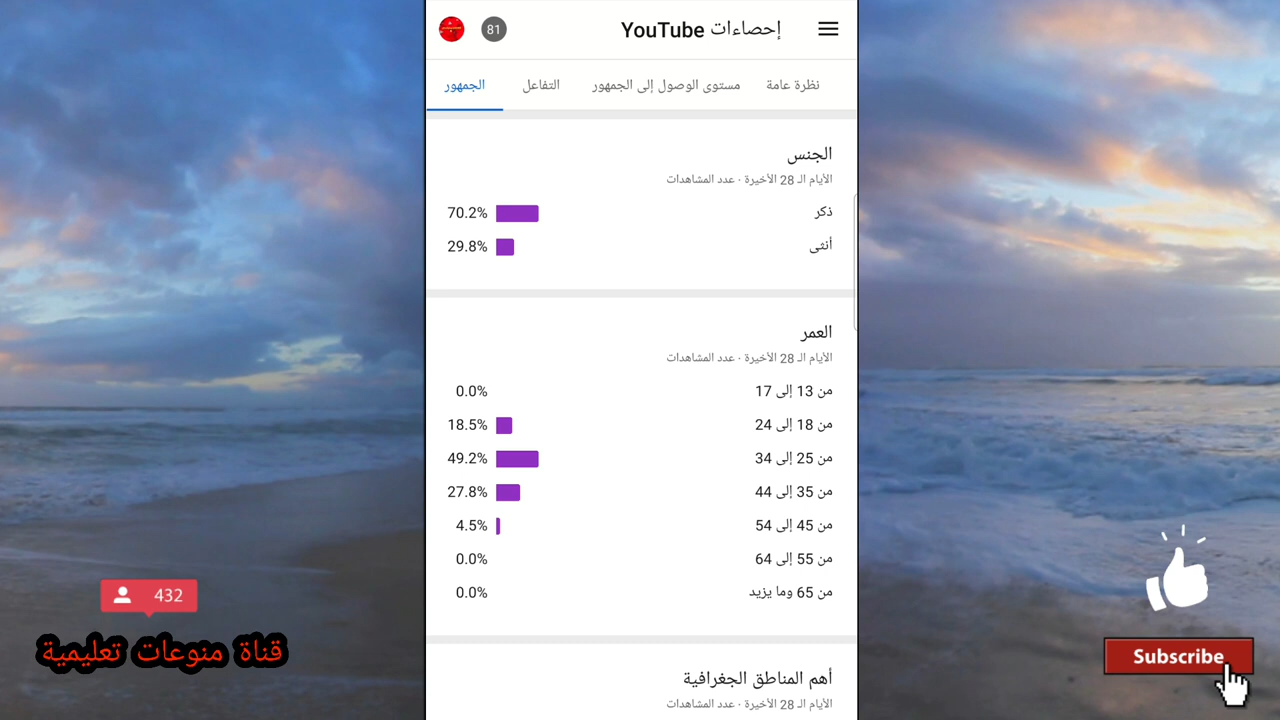 إحصاءات YouTube
81
نظرة عامة
مستوى الوصول إلى الجمهور
التفاعل
الجمهور
الجنس
الأيام الـ 28 الأخيرة · عدد المشاهدات
ذكر 70.2%
أنثى 29.8%
العمر
الأيام الـ 28 الأخيرة · عدد المشاهدات
من 13 إلى 17 0.0%
من 18 إلى 24 18.5%
من 25 إلى 34 49.2%
من 35 إلى 44 27.8%
من 45 إلى 54 4.5%
من 55 إلى 64 0.0%
من 65 وما يزيد 0.0%
أهم المناطق الجغرافية
الأيام الـ 28 الأخيرة · عدد المشاهدات
432
قناة منوعات تعليمية
Subscribe